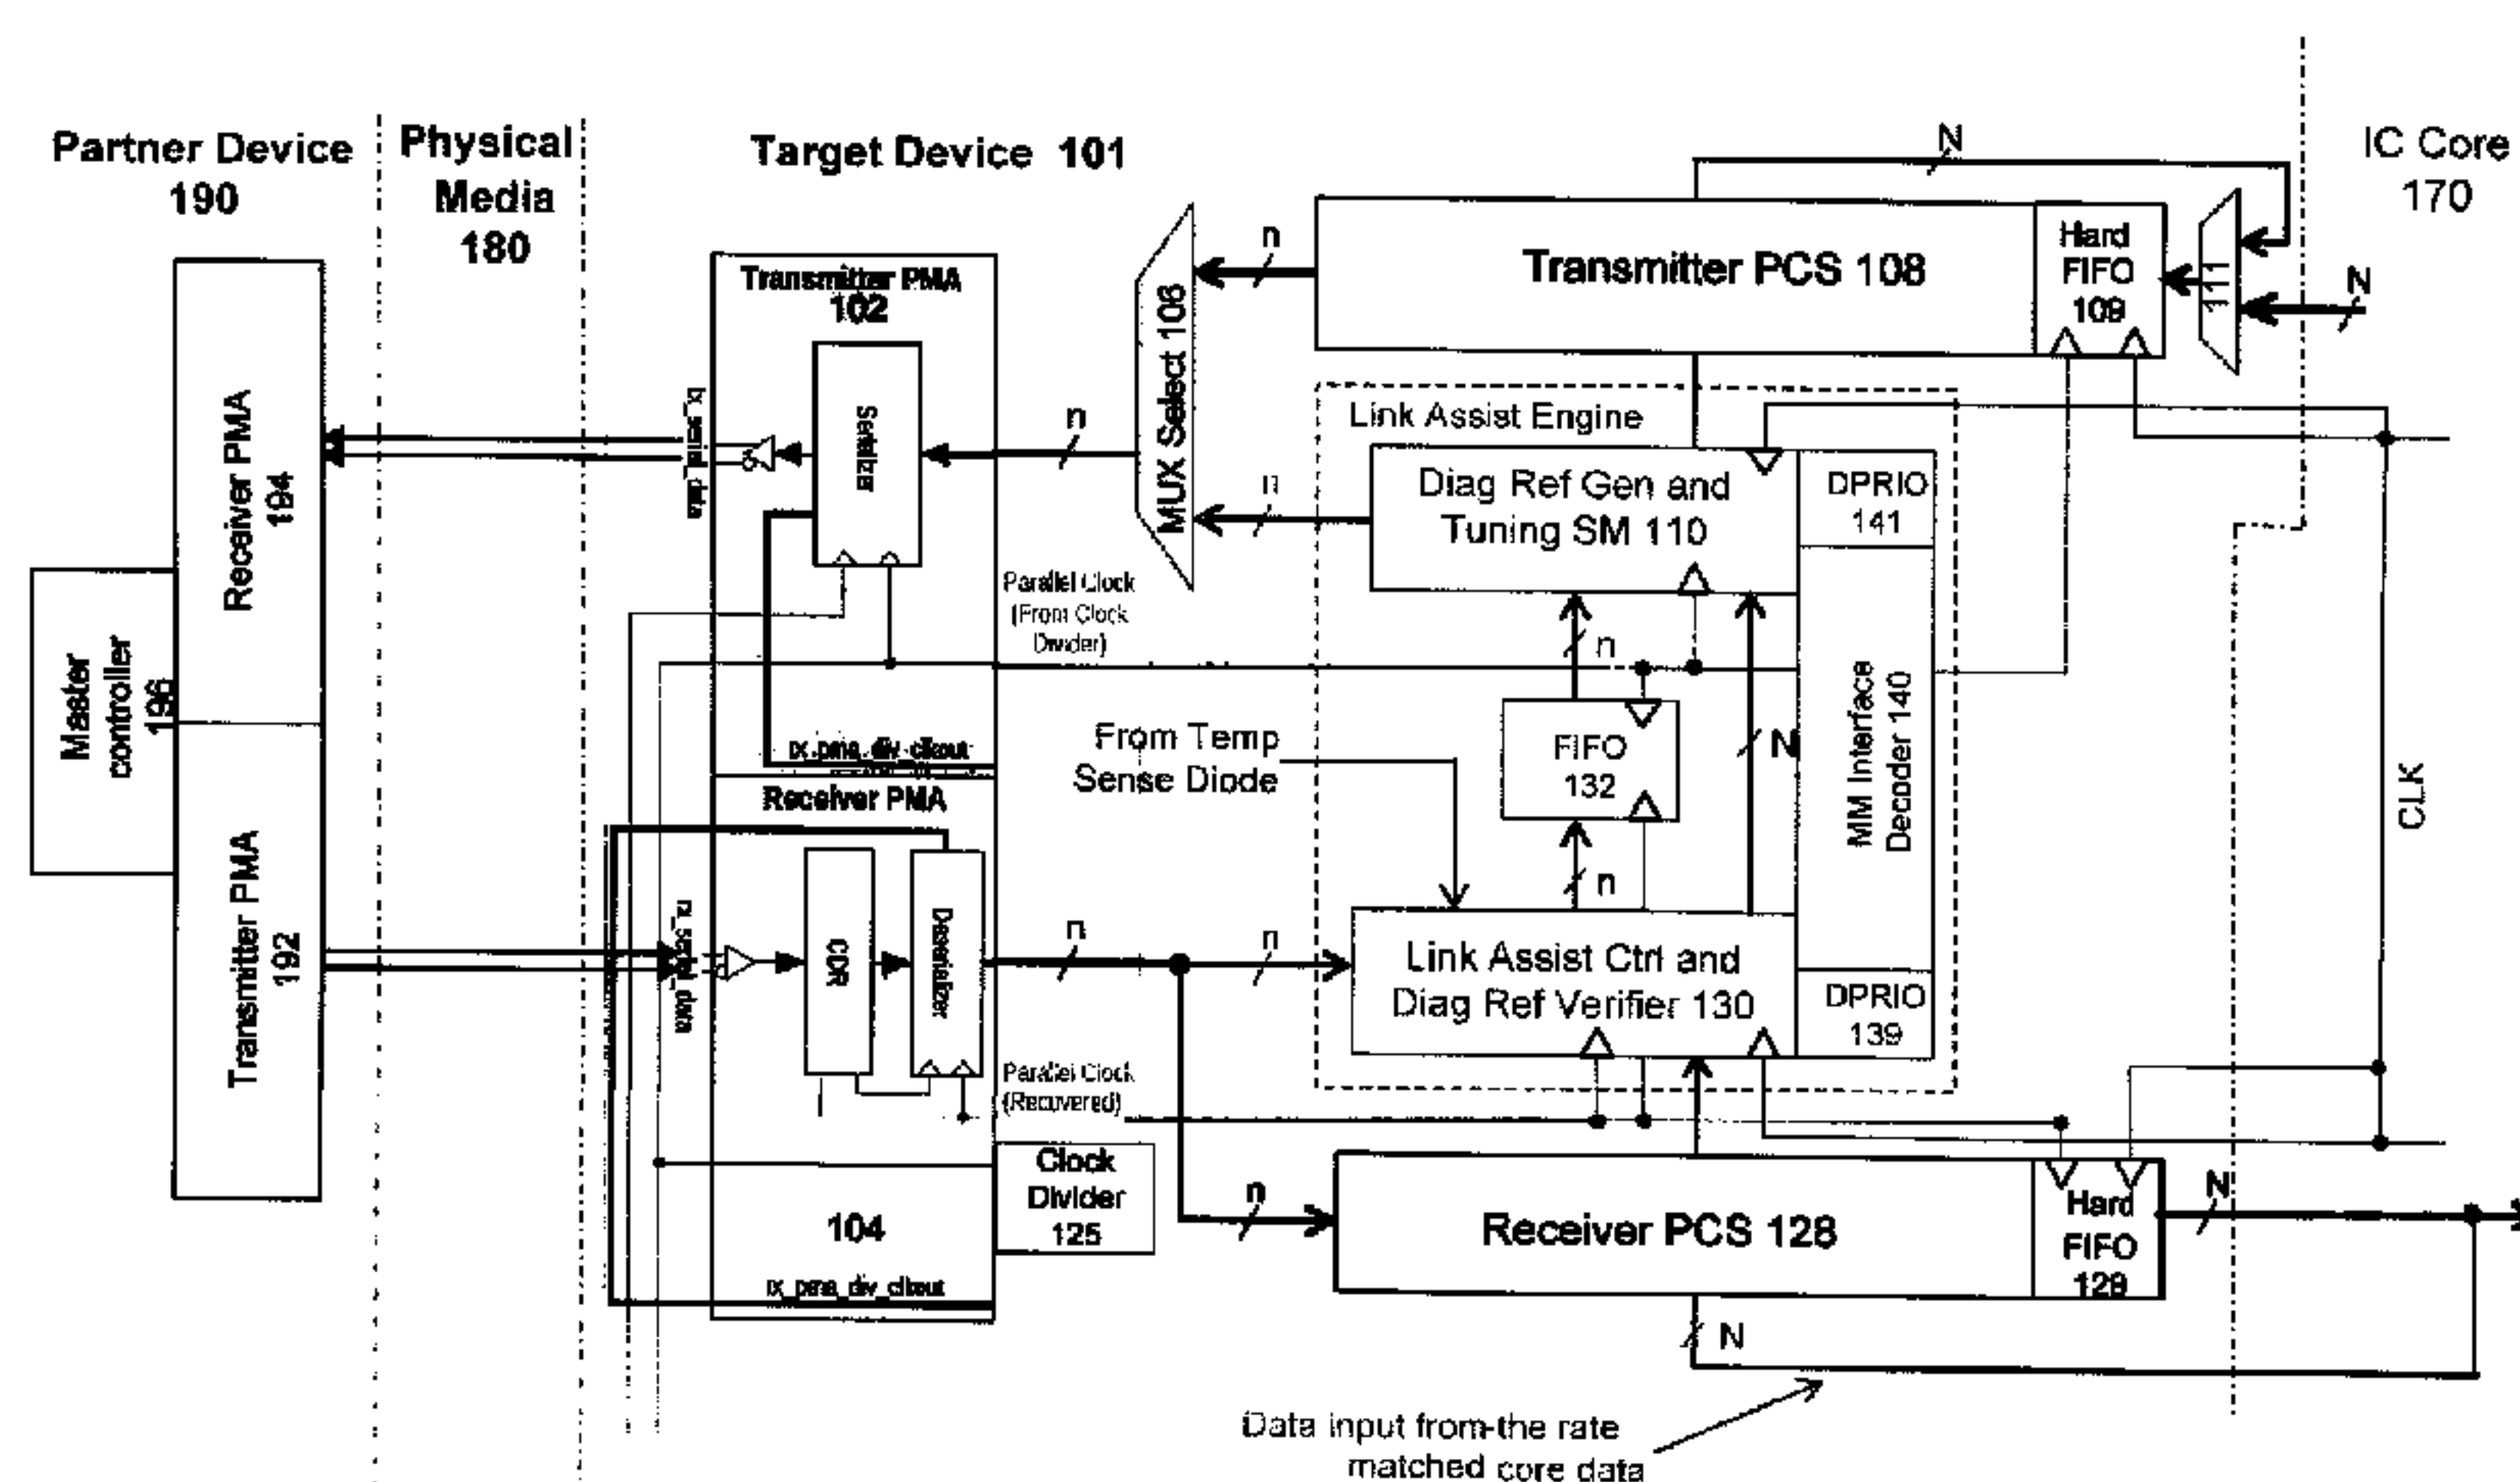 Partner Device
190
Physical
Media
180
Target Device 101
IC Core
170
Master
controller
196
Receiver PMA
194
Transmitter PMA
192
Transmitter PMA
102
Serializer
tx_serial_data
tx_pma_div_clkout
Receiver PMA
CDR
Deserializer
rx_serial_data
104
rx_pma_div_clkout
Clock
Divider
125
Parallel Clock
(From Clock
Divider)
Parallel Clock
(Recovered)
n
n
n
n
n
n
MUX Select 106
Transmitter PCS 108
Hard
FIFO
109
111
N
N
Link Assist Engine
Diag Ref Gen and
Tuning SM 110
DPRIO
141
n
N
FIFO
132
n
MM Interface
Decoder 140
From Temp
Sense Diode
Link Assist Ctrl and
Diag Ref Verifier 130
DPRIO
139
CLK
Receiver PCS 128
Hard
FIFO
129
N
N
Data input from-the rate
matched core data